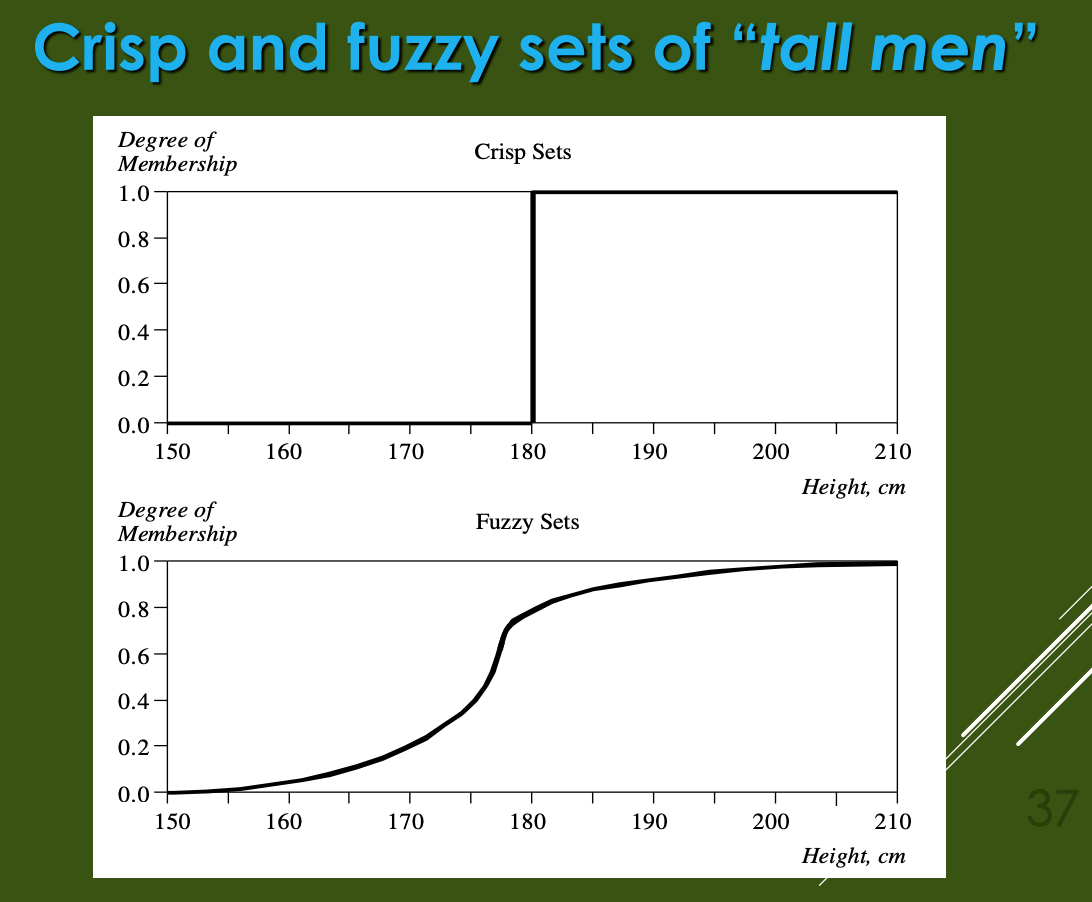 Crisp and fuzzy sets of “tall men”
Degree of
Membership
Crisp Sets
1.0
0.8
0.6
0.4
0.2
0.0
150 160 170 180 190 200 210
Height, cm
Degree of
Membership
Fuzzy Sets
1.0
0.8
0.6
0.4
0.2
0.0
150 160 170 180 190 200 210
Height, cm
37